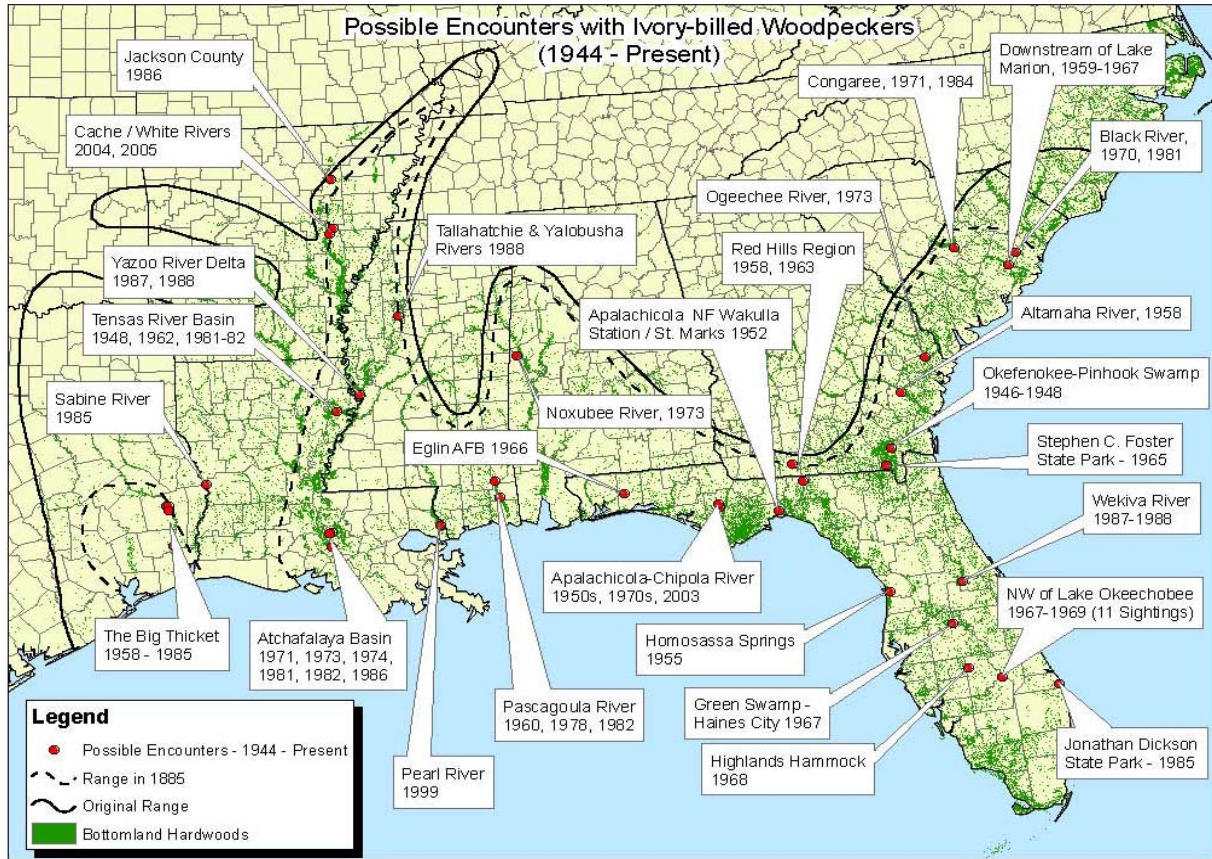 Possible Encounters with Ivory-billed Woodpeckers
(1944 - Present)
Jackson County
1986
Cache / White Rivers
2004, 2005
Yazoo River Delta
1987, 1988
Tensas River Basin
1948, 1962, 1981-82
Sabine River
1985
Tallahatchie & Yalobusha
Rivers 1988
Congaree, 1971, 1984
Downstream of Lake
Marion, 1959-1967
Black River,
1970, 1981
Ogeechee River, 1973
Red Hills Region
1958, 1963
Apalachicola NF Wakulla
Station / St. Marks 1952
Altamaha River, 1958
Okefenokee-Pinhook Swamp
1946-1948
Noxubee River, 1973
Eglin AFB 1966
Stephen C. Foster
State Park - 1965
Wekiva River
1987-1988
NW of Lake Okeechobee
1967-1969 (11 Sightings)
The Big Thicket
1958 - 1985
Atchafalaya Basin
1971, 1973, 1974,
1981, 1982, 1986
Apalachicola-Chipola River
1950s, 1970s, 2003
Homosassa Springs
1955
Pascagoula River
1960, 1978, 1982
Green Swamp -
Haines City 1967
Pearl River
1999
Highlands Hammock
1968
Jonathan Dickson
State Park - 1985
Legend
Possible Encounters - 1944 - Present
Range in 1885
Original Range
Bottomland Hardwoods